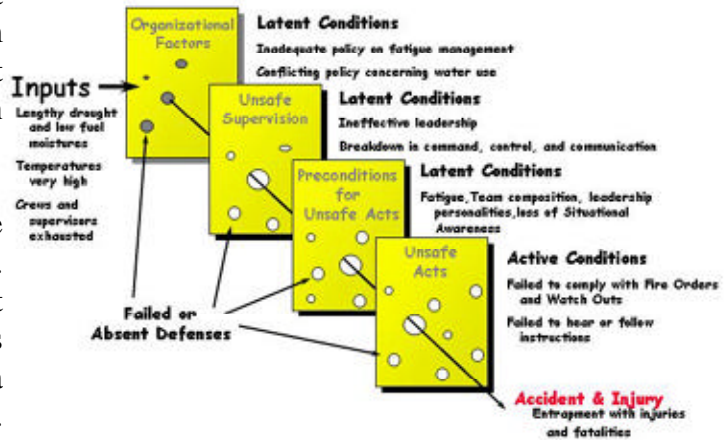 Organizational
Factors
Latent Conditions
Inadequate policy on fatigue management
Conflicting policy concerning water use
Inputs
Lengthy drought
and low fuel
moistures
Temperatures
very high
Crews and
supervisors
exhausted
Unsafe
Supervision
Latent Conditions
Ineffective leadership
Breakdown in command, control, and communication
Preconditions
for
Unsafe Acts
Latent Conditions
Fatigue,Team composition, leadership
personalities,loss of Situational
Awareness
Unsafe
Acts
Active Conditions
Failed to comply with Fire Orders
and Watch Outs
Failed to hear or follow
instructions
Failed or
Absent Defenses
Accident & Injury
Entrapment with injuries
and fatalities